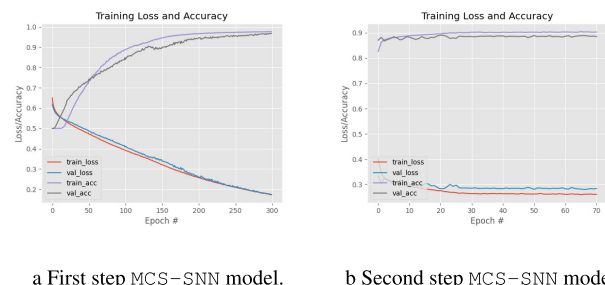 Training Loss and Accuracy
Loss/Accuracy
1.0
0.9
0.8
0.7
0.6
0.5
0.4
0.3
0.2
train_loss
val_loss
train_acc
val_acc
0 50 100 150 200 250 300
Epoch #
a First step MCS-SNN model.
Training Loss and Accuracy
Loss/Accuracy
0.9
0.8
0.7
0.6
0.5
0.4
0.3
train_loss
val_loss
train_acc
val_acc
0 10 20 30 40 50 60 70
Epoch #
b Second step MCS-SNN mode